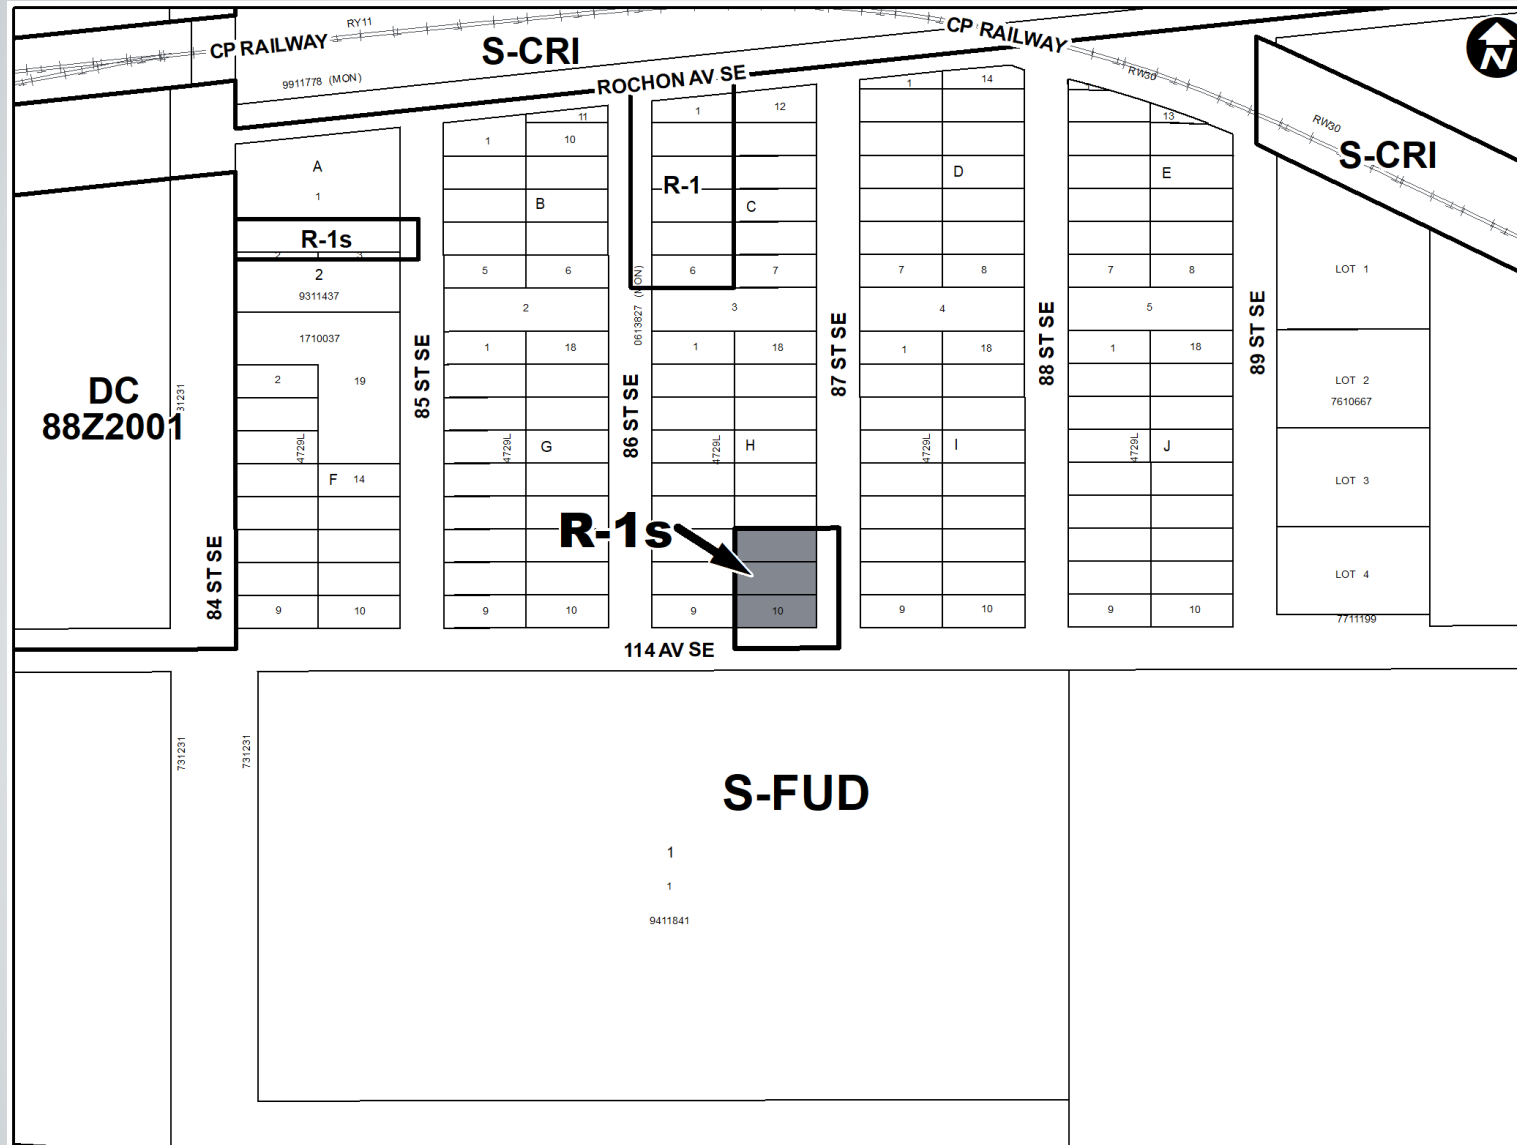 RY11
CP RAILWAY
CP RAILWAY
N
S-CRI
9911778 (MON)
ROCHON AV SE
RW30
RW30
S-CRI
A
1
R-1s
2
3
2
9311437
1710037
2
19
4729L
F
14
9
10
DC
88Z2001
31231
84 ST SE
85 ST SE
11
1
10
B
5
6
2
1
18
4729L
G
9
10
0613827 (MON)
86 ST SE
1
12
R-1
C
6
7
3
1
18
4729L
H
R-1s
9
10
114 AV SE
87 ST SE
1
14
D
7
8
4
1
18
4729L
I
9
10
88 ST SE
13
E
7
8
5
1
18
4729L
J
9
10
89 ST SE
LOT 1
LOT 2
7610667
LOT 3
LOT 4
7711199
731231
731231
S-FUD
1
1
9411841